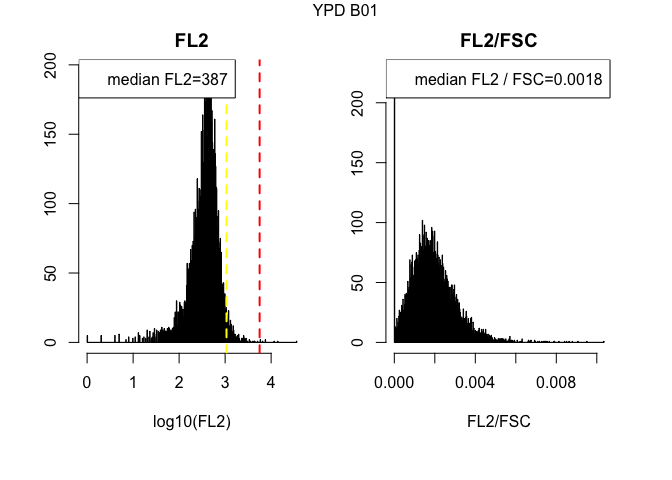 YPD B01
FL2
median FL2=387
0
50
100
150
200
0 1 2 3 4
log10(FL2)
FL2/FSC
median FL2 / FSC=0.0018
0
50
100
150
200
0.000 0.004 0.008
FL2/FSC